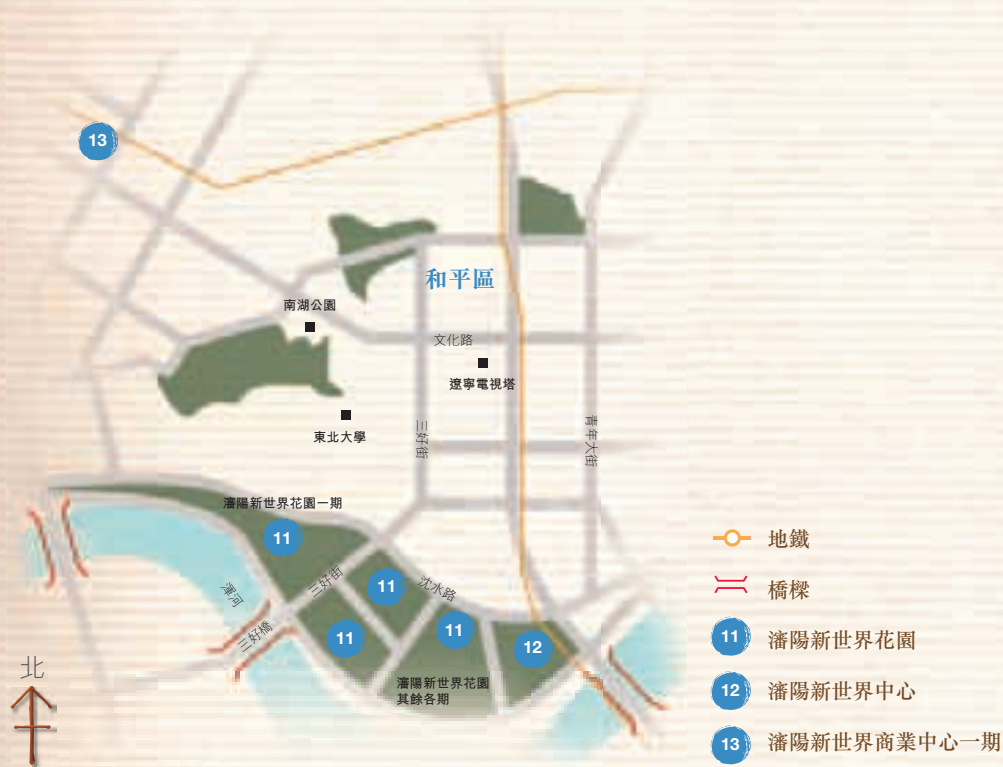 13
和平區
南湖公園
文化路
遼寧電視塔
東北大學
三好街
青年大街
瀋陽新世界花園一期
11
三好街
11
沈水路
渾河
三好橋
11
11
12
瀋陽新世界花園
其餘各期
北
地鐵
橋樑
11 瀋陽新世界花園
12 瀋陽新世界中心
13 瀋陽新世界商業中心一期